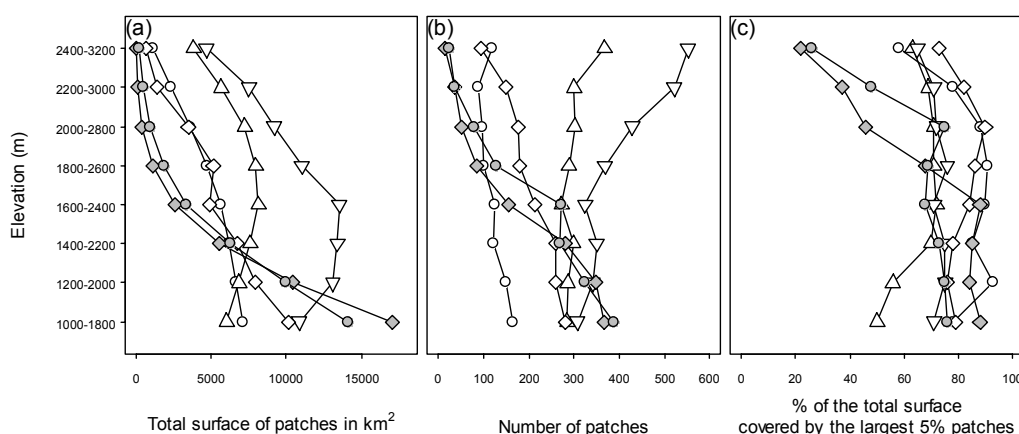 (a) (b) (c)
Elevation (m)
2400-3200
2200-3000
2000-2800
1800-2600
1600-2400
1400-2200
1200-2000
1000-1800
0 5000 10000 15000
0 100 200 300 400 500 600
0 20 40 60 80 100
Total surface of patches in km²
Number of patches
% of the total surface
covered by the largest 5% patches